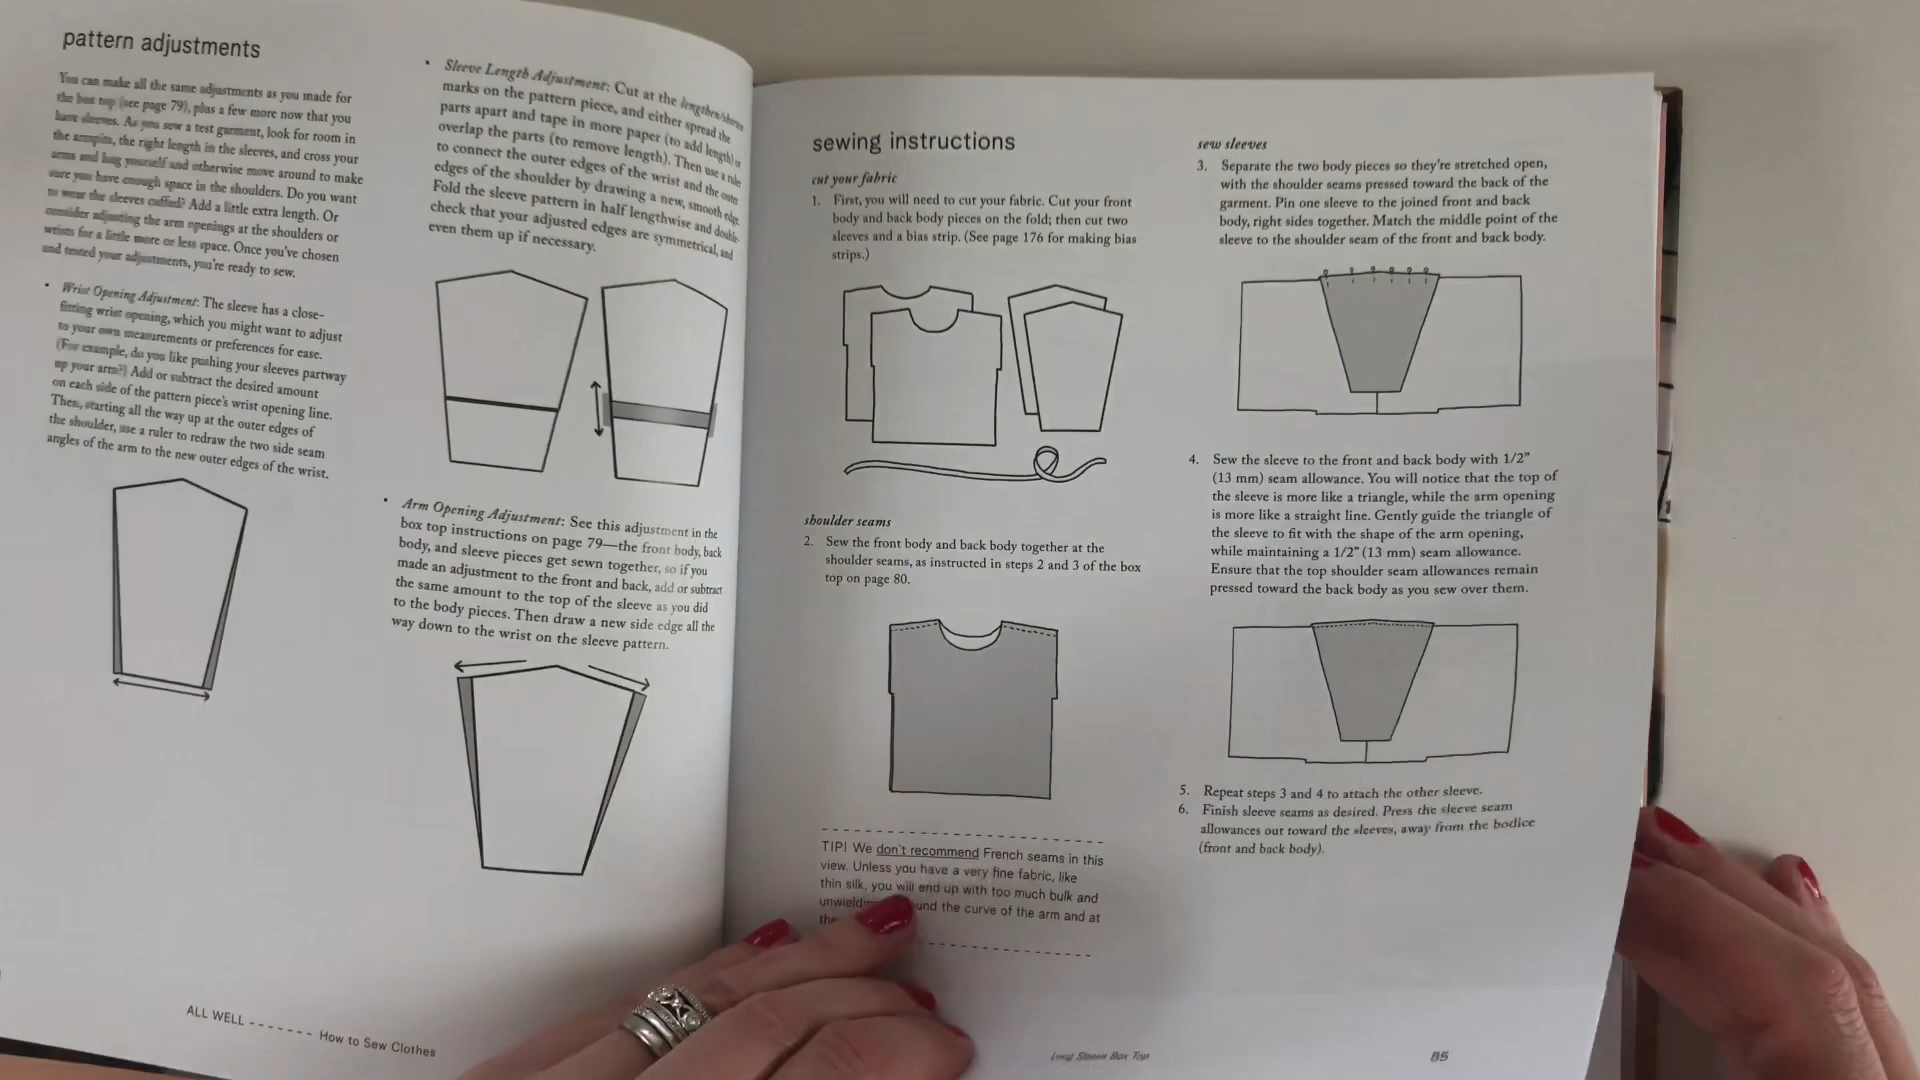 pattern adjustments
You can make all the same adjustments as you made for
the box top (see page 79), plus a few more now that you
have sleeves. As you sew a test garment, look for room in
the armpits, the right length in the sleeves, and cross your
arms and hug yourself and otherwise move around to make
sure you have enough space in the shoulders. Do you want
to wear the sleeves cuffed? Add a little extra length. Or
consider adjusting the arm openings at the shoulders or
wrists for a little more or less space. Once you've chosen
and tested your adjustments, you're ready to sew.
• Wrist Opening Adjustment: The sleeve has a close-
fitting wrist opening, which you might want to adjust
to your own measurements or preferences for ease.
(For example, do you like pushing your sleeves partway
up your arm?) Add or subtract the desired amount
on each side of the pattern piece's wrist opening line.
Then, starting all the way up at the outer edges of
the shoulder, use a ruler to redraw the two side seam
angles of the arm to the new outer edges of the wrist.
• Sleeve Length Adjustment: Cut at the lengthen/shorten
marks on the pattern piece, and either spread the
parts apart and tape in more paper (to add length) or
overlap the parts (to remove length). Then use a ruler
to connect the outer edges of the wrist and the outer
edges of the shoulder by drawing a new, smooth edge.
Fold the sleeve pattern in half lengthwise and double-
check that your adjusted edges are symmetrical, and
even them up if necessary.
• Arm Opening Adjustment: See this adjustment in the
box top instructions on page 79—the front body, back
body, and sleeve pieces get sewn together, so if you
made an adjustment to the front and back, add or subtract
the same amount to the top of the sleeve as you did
to the body pieces. Then draw a new side edge all the
way down to the wrist on the sleeve pattern.
ALL WELL - - - - - - - How to Sew Clothes
sewing instructions
cut your fabric
1. First, you will need to cut your fabric. Cut your front
body and back body pieces on the fold; then cut two
sleeves and a bias strip. (See page 176 for making bias
strips.)
shoulder seams
2. Sew the front body and back body together at the
shoulder seams, as instructed in steps 2 and 3 of the box
top on page 80.
TIP! We don't recommend French seams in this
view. Unless you have a very fine fabric, like
thin silk, you will end up with too much bulk and
the curve of the arm and at
sew sleeves
3. Separate the two body pieces so they're stretched open,
with the shoulder seams pressed toward the back of the
garment. Pin one sleeve to the joined front and back
body, right sides together. Match the middle point of the
sleeve to the shoulder seam of the front and back body.
4. Sew the sleeve to the front and back body with 1/2"
(13 mm) seam allowance. You will notice that the top of
the sleeve is more like a triangle, while the arm opening
is more like a straight line. Gently guide the triangle of
the sleeve to fit with the shape of the arm opening,
while maintaining a 1/2" (13 mm) seam allowance.
Ensure that the top shoulder seam allowances remain
pressed toward the back body as you sew over them.
5. Repeat steps 3 and 4 to attach the other sleeve.
6. Finish sleeve seams as desired. Press the sleeve seam
allowances out toward the sleeves, away from the bodice
(front and back body).
Long Sleeve Box Top
85